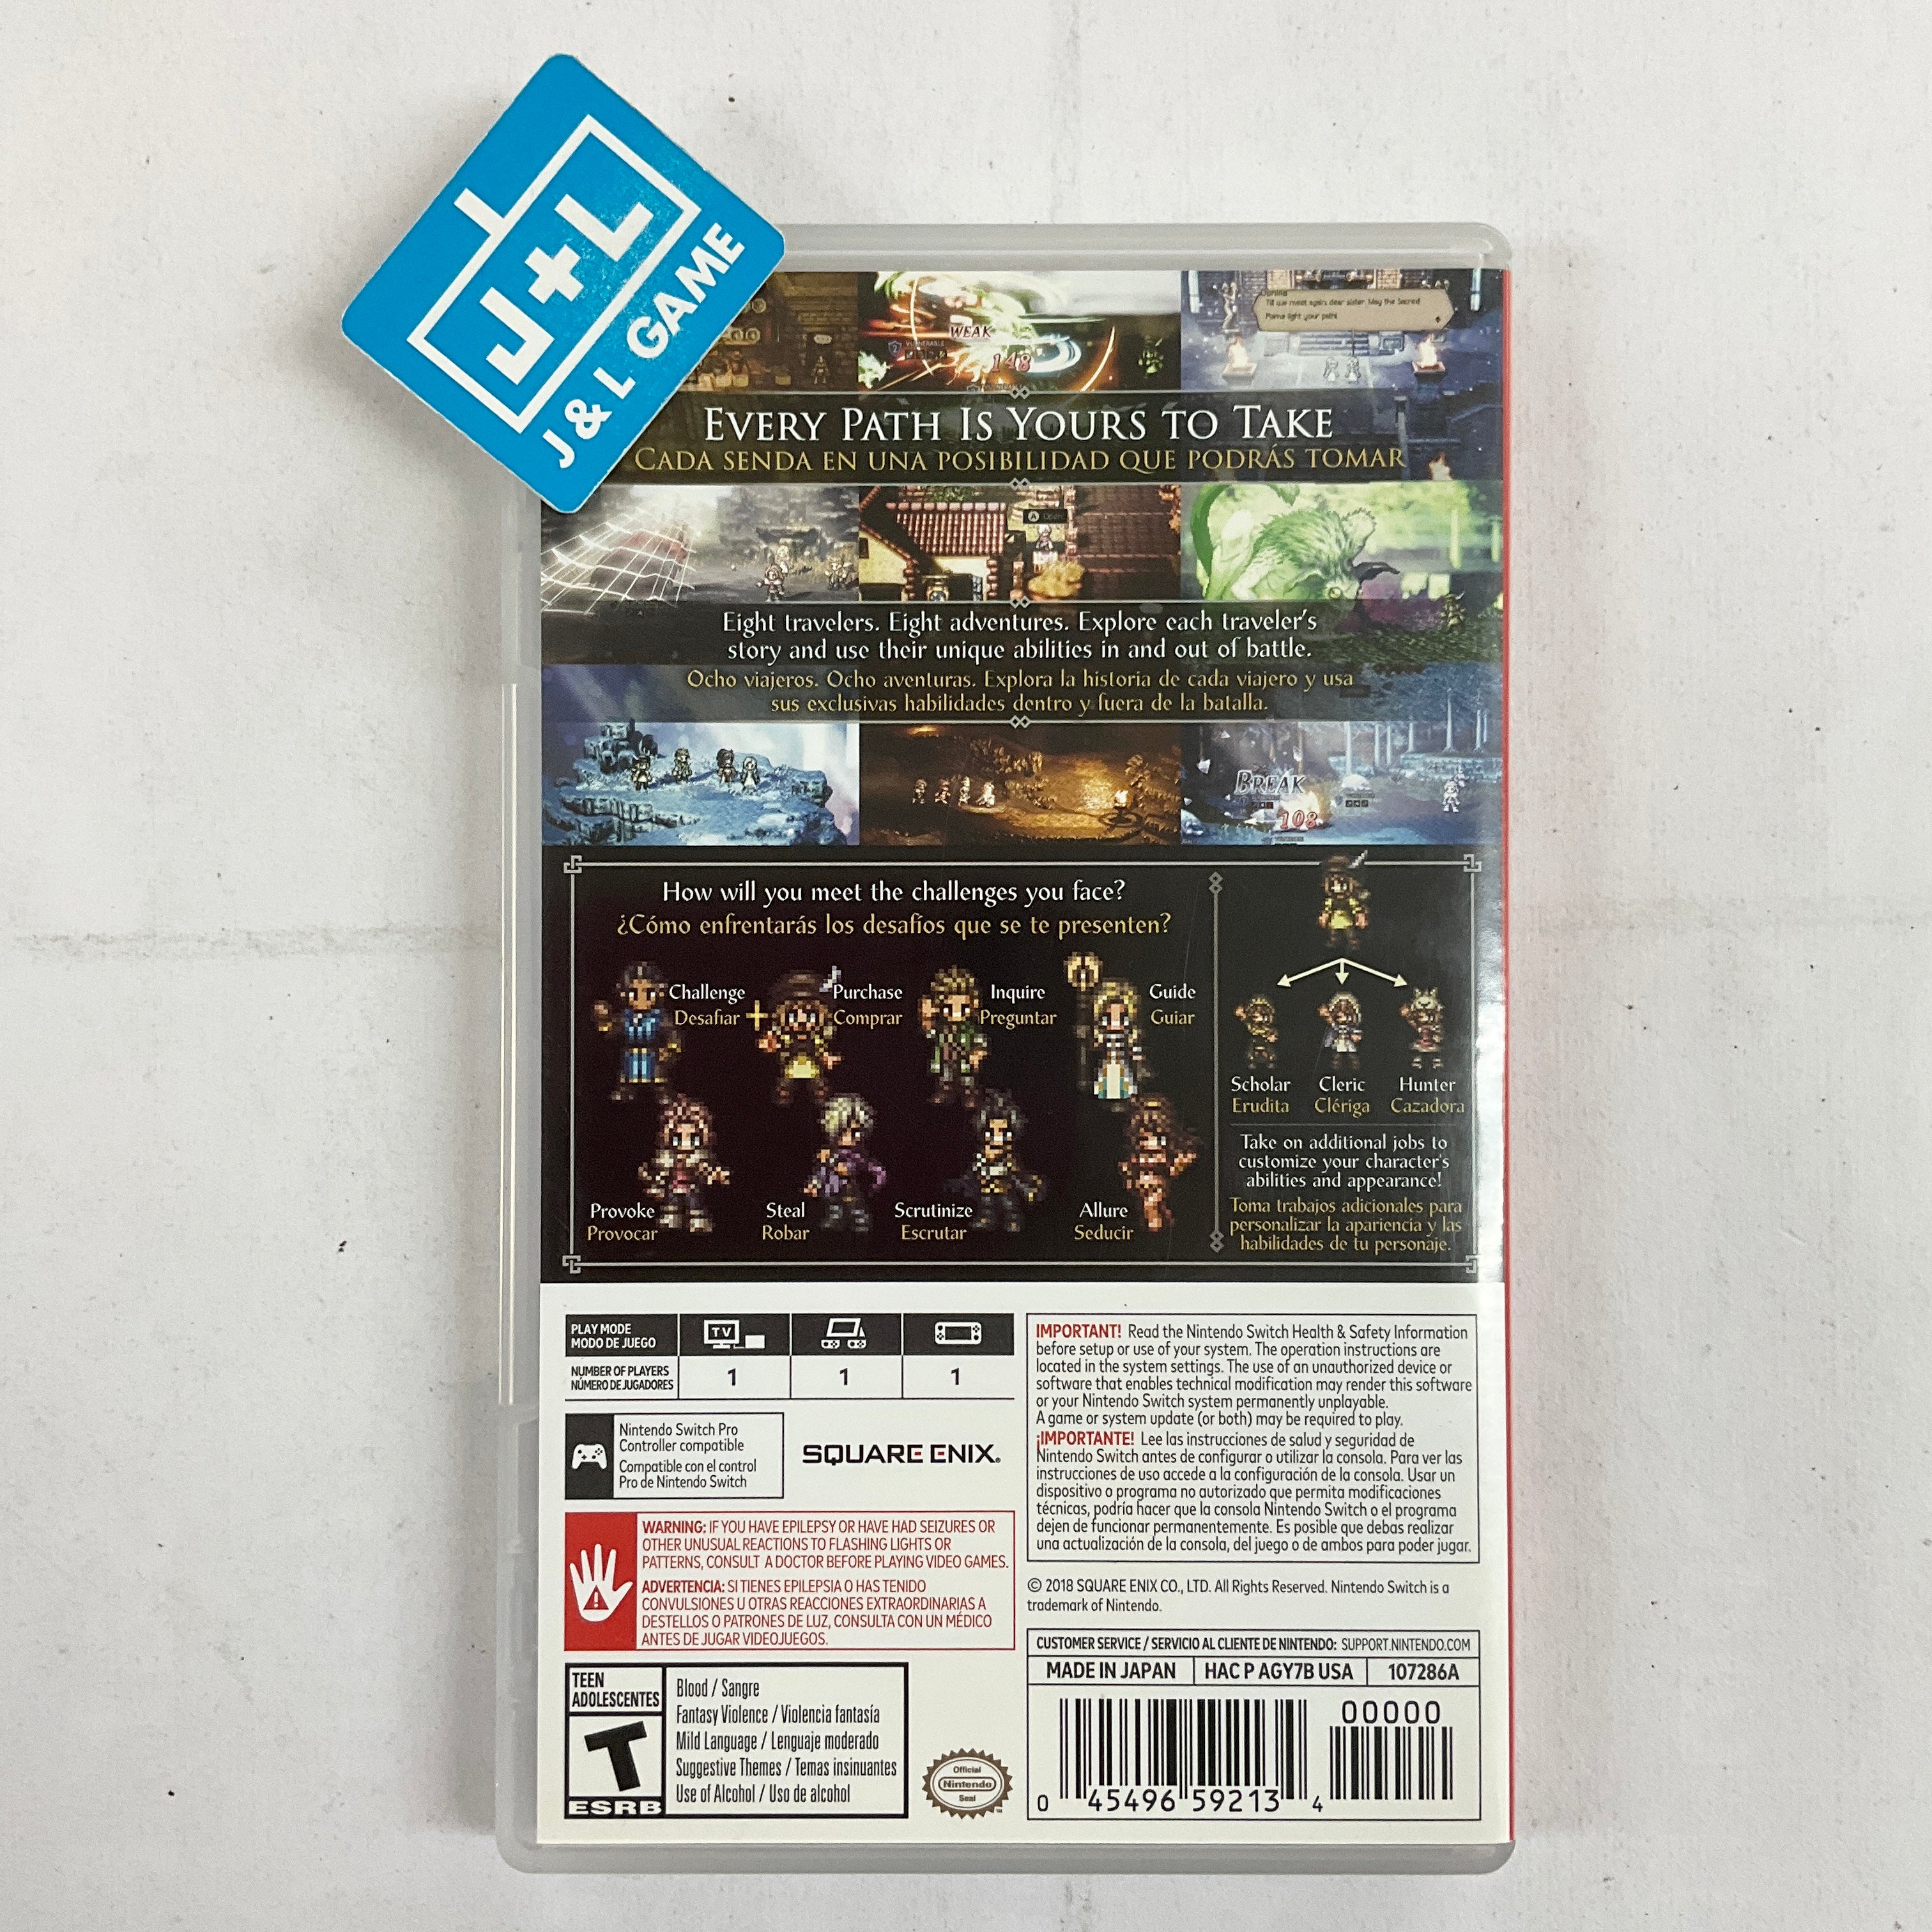 J+L
J & L GAME
WEAK
VULNERABLE
148
Till we meet again, dear sister. May the Sacred
Flame light your path!
EVERY PATH IS YOURS TO TAKE
CADA SENDA EN UNA POSIBILIDAD QUE PODRÁS TOMAR
Eight travelers. Eight adventures. Explore each traveler's
story and use their unique abilities in and out of battle.
Ocho viajeros. Ocho aventuras. Explora la historia de cada viajero y usa
sus exclusivas habilidades dentro y fuera de la batalla.
BREAK
108
How will you meet the challenges you face?
¿Cómo enfrentarás los desafíos que se te presenten?
Challenge
Desafiar
Purchase
Comprar
Inquire
Preguntar
Guide
Guiar
Provoke
Provocar
Steal
Robar
Scrutinize
Escrutar
Allure
Seducir
Scholar
Erudita
Cleric
Clériga
Hunter
Cazadora
Take on additional jobs to
customize your character's
abilities and appearance!
Toma trabajos adicionales para
personalizar la apariencia y las
habilidades de tu personaje.
PLAY MODE
MODO DE JUEGO
TV
NUMBER OF PLAYERS
NÚMERO DE JUGADORES
1 1 1
Nintendo Switch Pro
Controller compatible
Compatible con el control
Pro de Nintendo Switch
SQUARE ENIX.
WARNING: IF YOU HAVE EPILEPSY OR HAVE HAD SEIZURES OR
OTHER UNUSUAL REACTIONS TO FLASHING LIGHTS OR
PATTERNS, CONSULT A DOCTOR BEFORE PLAYING VIDEO GAMES.
ADVERTENCIA: SI TIENES EPILEPSIA O HAS TENIDO
CONVULSIONES U OTRAS REACCIONES EXTRAORDINARIAS A
DESTELLOS O PATRONES DE LUZ, CONSULTA CON UN MÉDICO
ANTES DE JUGAR VIDEOJUEGOS.
TEEN
ADOLESCENTES
T
ESRB
Blood / Sangre
Fantasy Violence / Violencia fantasía
Mild Language / Lenguaje moderado
Suggestive Themes / Temas insinuantes
Use of Alcohol / Uso de alcohol
Official
Nintendo
Seal
IMPORTANT! Read the Nintendo Switch Health & Safety Information
before setup or use of your system. The operation instructions are
located in the system settings. The use of an unauthorized device or
software that enables technical modification may render this software
or your Nintendo Switch system permanently unplayable.
A game or system update (or both) may be required to play.
¡IMPORTANTE! Lee las instrucciones de salud y seguridad de
Nintendo Switch antes de configurar o utilizar la consola. Para ver las
instrucciones de uso accede a la configuración de la consola. Usar un
dispositivo o programa no autorizado que permita modificaciones
técnicas, podría hacer que la consola Nintendo Switch o el programa
dejen de funcionar permanentemente. Es posible que debas realizar
una actualización de la consola, del juego o de ambos para poder jugar.
© 2018 SQUARE ENIX CO., LTD. All Rights Reserved. Nintendo Switch is a
trademark of Nintendo.
CUSTOMER SERVICE / SERVICIO AL CLIENTE DE NINTENDO: SUPPORT.NINTENDO.COM
MADE IN JAPAN HAC P AGY7B USA 107286A
00000
0 45496 59213 4